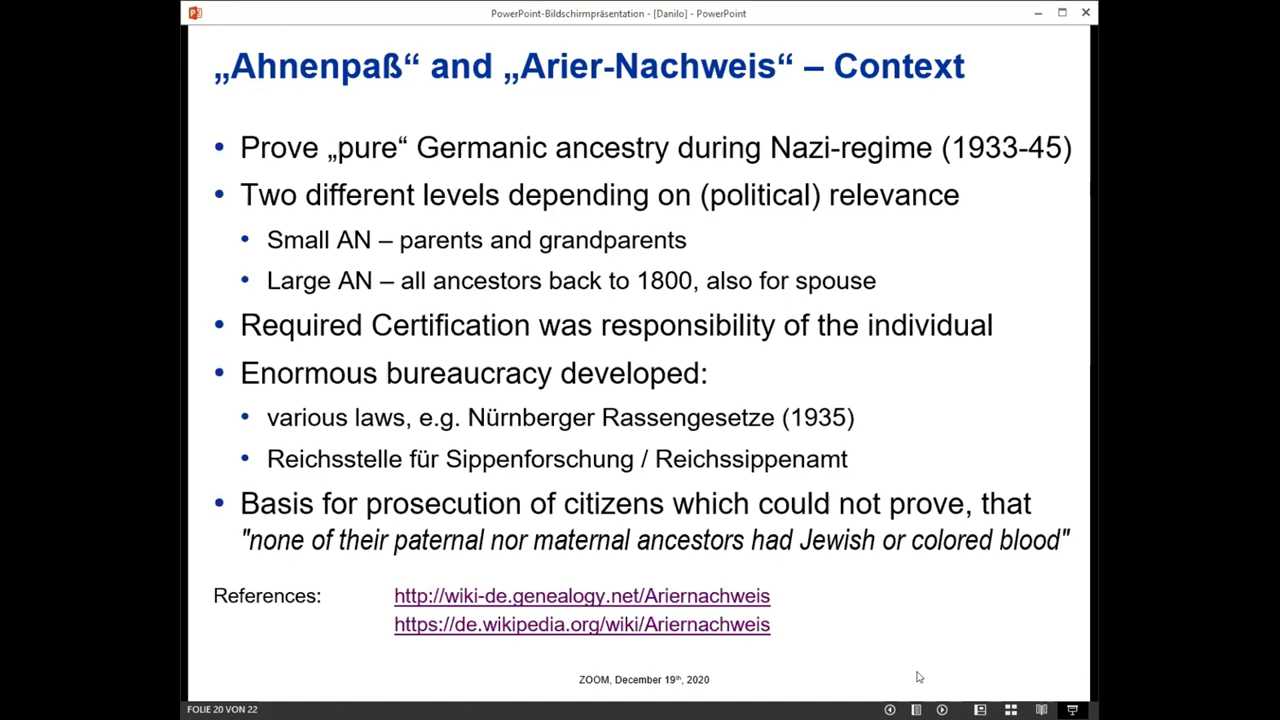 PowerPoint-Bildschirmpräsentation - [Danilo] - PowerPoint
„Ahnenpaß“ and „Arier-Nachweis“ – Context
• Prove „pure“ Germanic ancestry during Nazi-regime (1933-45)
• Two different levels depending on (political) relevance
• Small AN – parents and grandparents
• Large AN – all ancestors back to 1800, also for spouse
• Required Certification was responsibility of the individual
• Enormous bureaucracy developed:
• various laws, e.g. Nürnberger Rassengesetze (1935)
• Reichsstelle für Sippenforschung / Reichssippenamt
• Basis for prosecution of citizens which could not prove, that
"none of their paternal nor maternal ancestors had Jewish or colored blood"
References: http://wiki-de.genealogy.net/Ariernachweis
https://de.wikipedia.org/wiki/Ariernachweis
ZOOM, December 19th, 2020
FOLIE 20 VON 22